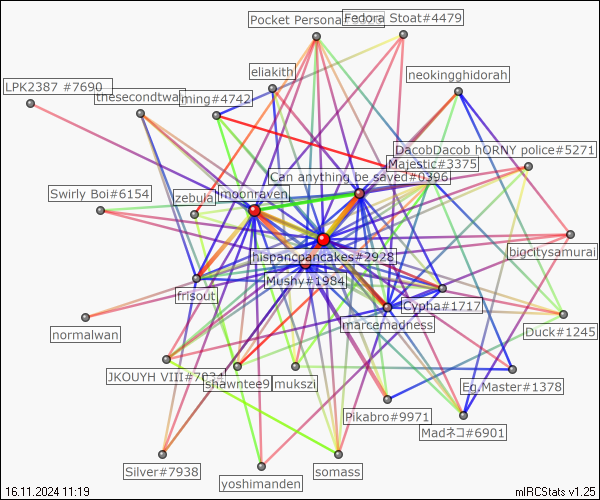 Pocket Persona
Fedora Stoat#4479
eliakith
neokingghidorah
LPK2387 #7690
thesecondtwal
ming#4742
DacobDacob hORNY police#5271
Majestic#3375
Can anything be saved#0396
Swirly Boi#6154
zebulaj
moonraven
hispancpancakes#2928
bigcitysamurai
Mushy#1984
frisout
Cypha#1717
marcemadness
normalwan
Duck#1245
JKOUYH VIII#7034
shawntee9
mukszi
Eg.Master#1378
Pikabro#9971
Madネコ#6901
Silver#7938
yoshimanden
somass
16.11.2024 11:19
mIRCStats v1.25